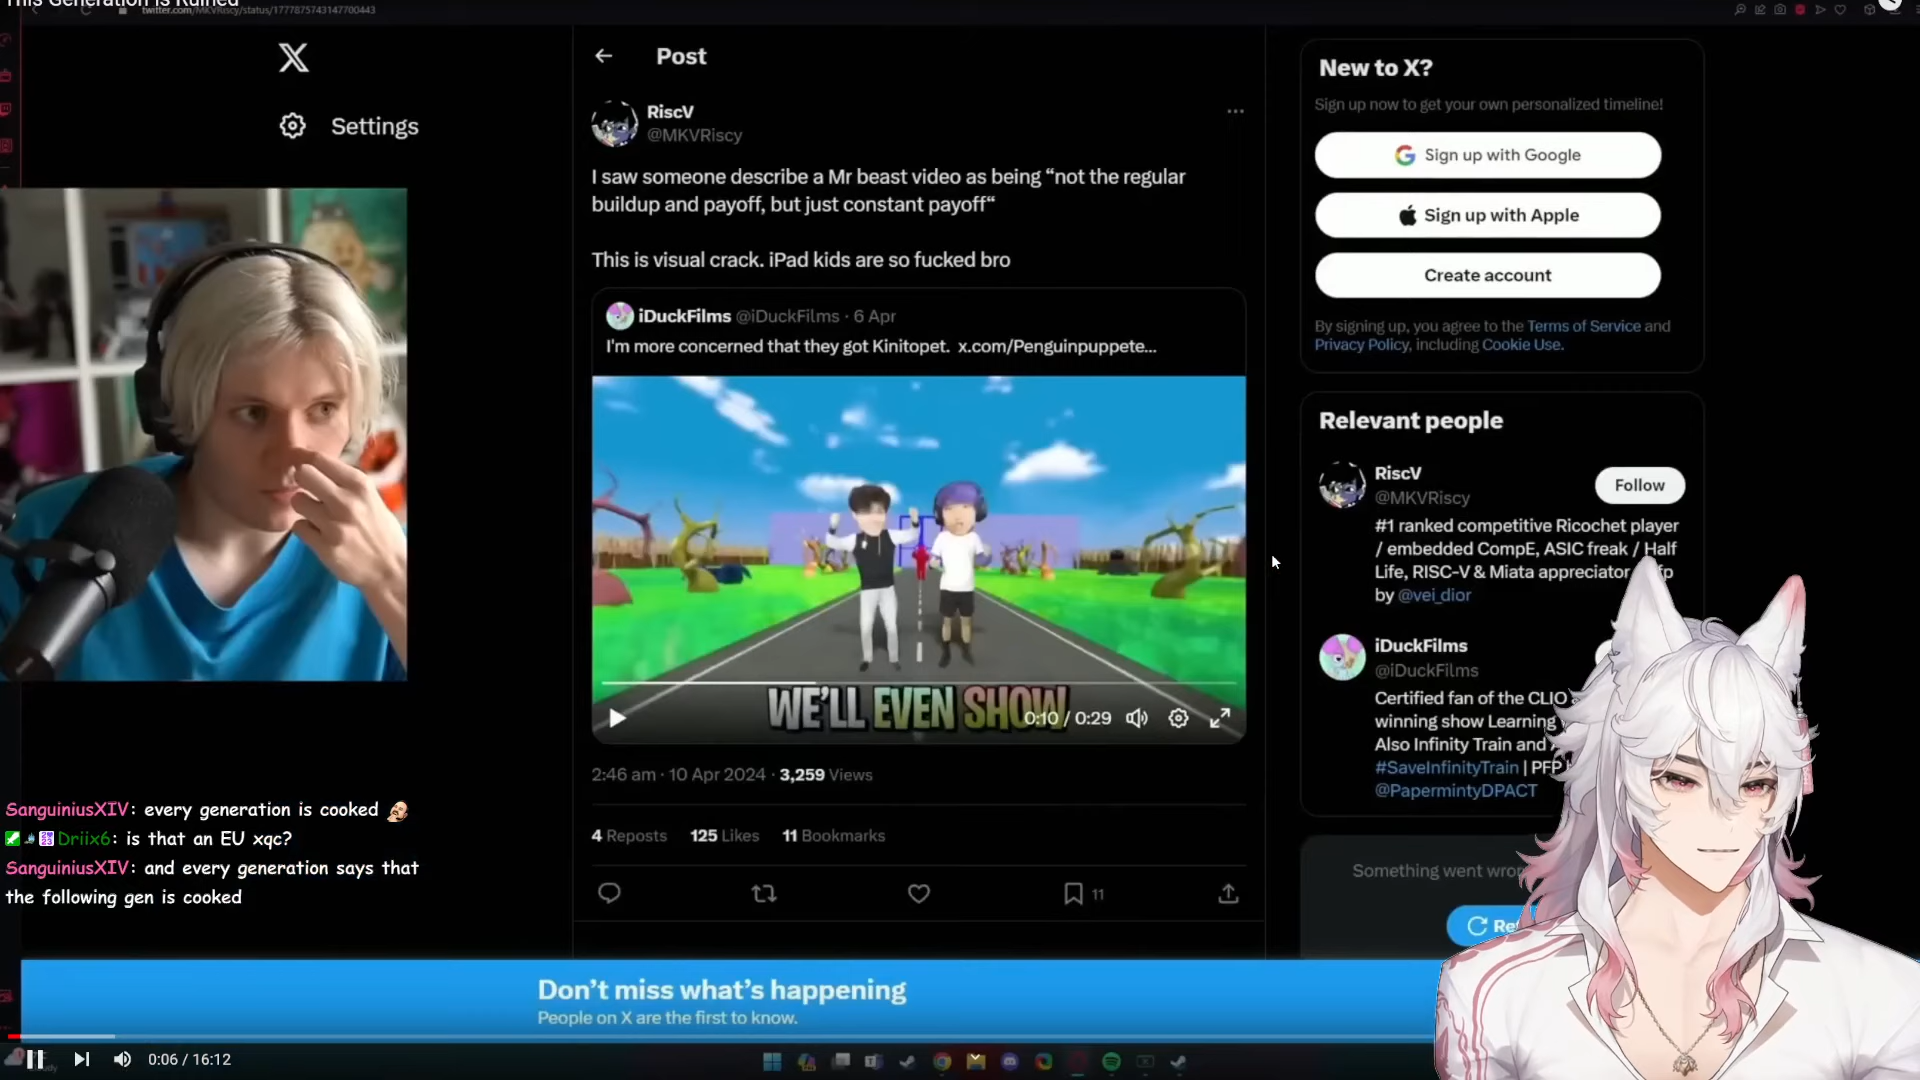 This Generation Is Ruined
twitter.com/MKVRiscy/status/1777875743147700443
Settings
Post
RiscV
@MKVRiscy
I saw someone describe a Mr beast video as being “not the regular
buildup and payoff, but just constant payoff“
This is visual crack. iPad kids are so fucked bro
iDuckFilms @iDuckFilms · 6 Apr
I'm more concerned that they got Kinitopet. x.com/Penguinpuppete...
WE'LL EVEN SHOW
0:10 / 0:29
2:46 am · 10 Apr 2024 · 3,259 Views
4 Reposts 125 Likes 11 Bookmarks
11
New to X?
Sign up now to get your own personalized timeline!
Sign up with Google
Sign up with Apple
Create account
By signing up, you agree to the Terms of Service and
Privacy Policy, including Cookie Use.
Relevant people
RiscV
@MKVRiscy
Follow
#1 ranked competitive Ricochet player
/ embedded CompE, ASIC freak / Half
Life, RISC-V & Miata appreciator
by @vei_dior
iDuckFilms
@iDuckFilms
Certified fan of the CLIO
winning show Learning
Also Infinity Train and
#SaveInfinityTrain | PFP
@PapermintyDPACT
Something went wron
Re
SanguiniusXIV: every generation is cooked
Driix6: is that an EU xqc?
SanguiniusXIV: and every generation says that
the following gen is cooked
Don’t miss what’s happening
People on X are the first to know.
0:06 / 16:12